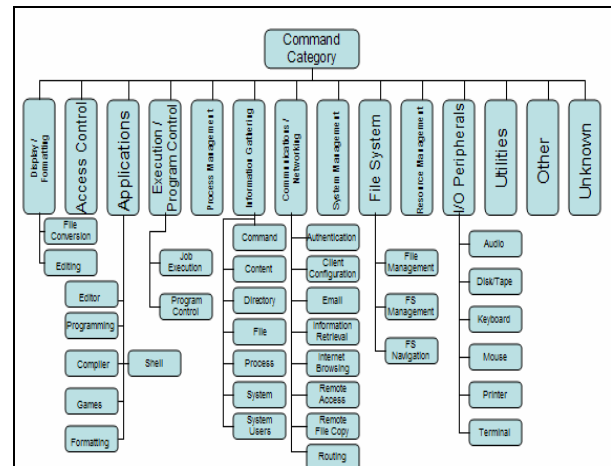 Command
Category
Display /
Formatting
Access Control
Applications
Execution /
Program Control
Process Management
Information Gathering
Communications /
Networking
System Management
File System
Resource Management
I/O Peripherals
Utilities
Other
Unknown
File
Conversion
Editing
Editor
Programming
Compiler
Shell
Games
Formatting
Job
Execution
Program
Control
Command
Content
Directory
File
Process
System
System
Users
Authentication
Client
Configuration
Email
Information
Retrieval
Internet
Browsing
Remote
Access
Remote
File Copy
Routing
File
Management
FS
Management
FS
Navigation
Audio
Disk/Tape
Keyboard
Mouse
Printer
Terminal